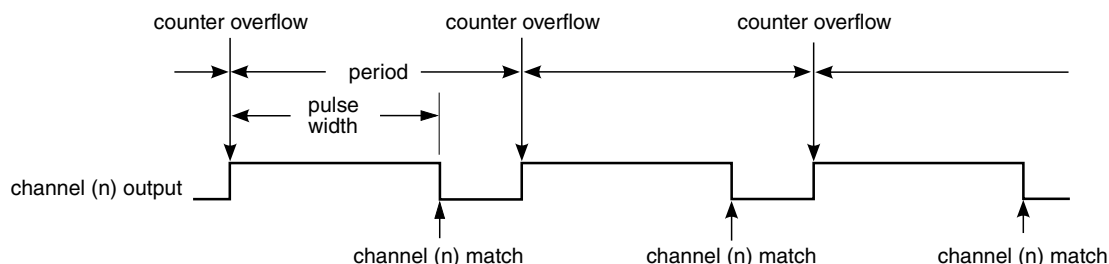 counter overflow counter overflow counter overflow
period
pulse
width
channel (n) output
channel (n) match channel (n) match channel (n) match